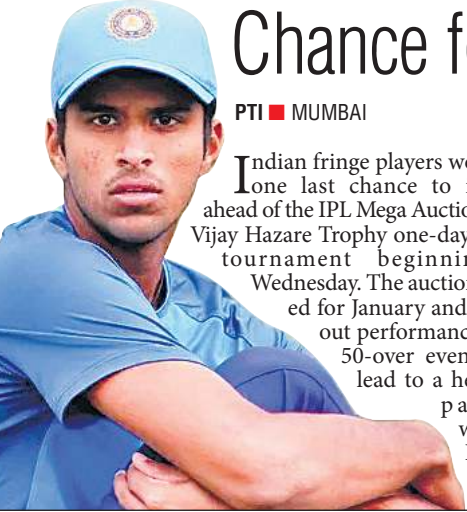 Chance f
PTI ■ MUMBAI
Indian fringe players w
one last chance to
ahead of the IPL Mega Auctio
Vijay Hazare Trophy one-day
tournament beginnin
Wednesday. The auction
ed for January and
out performanc
50-over even
lead to a h
pa
w